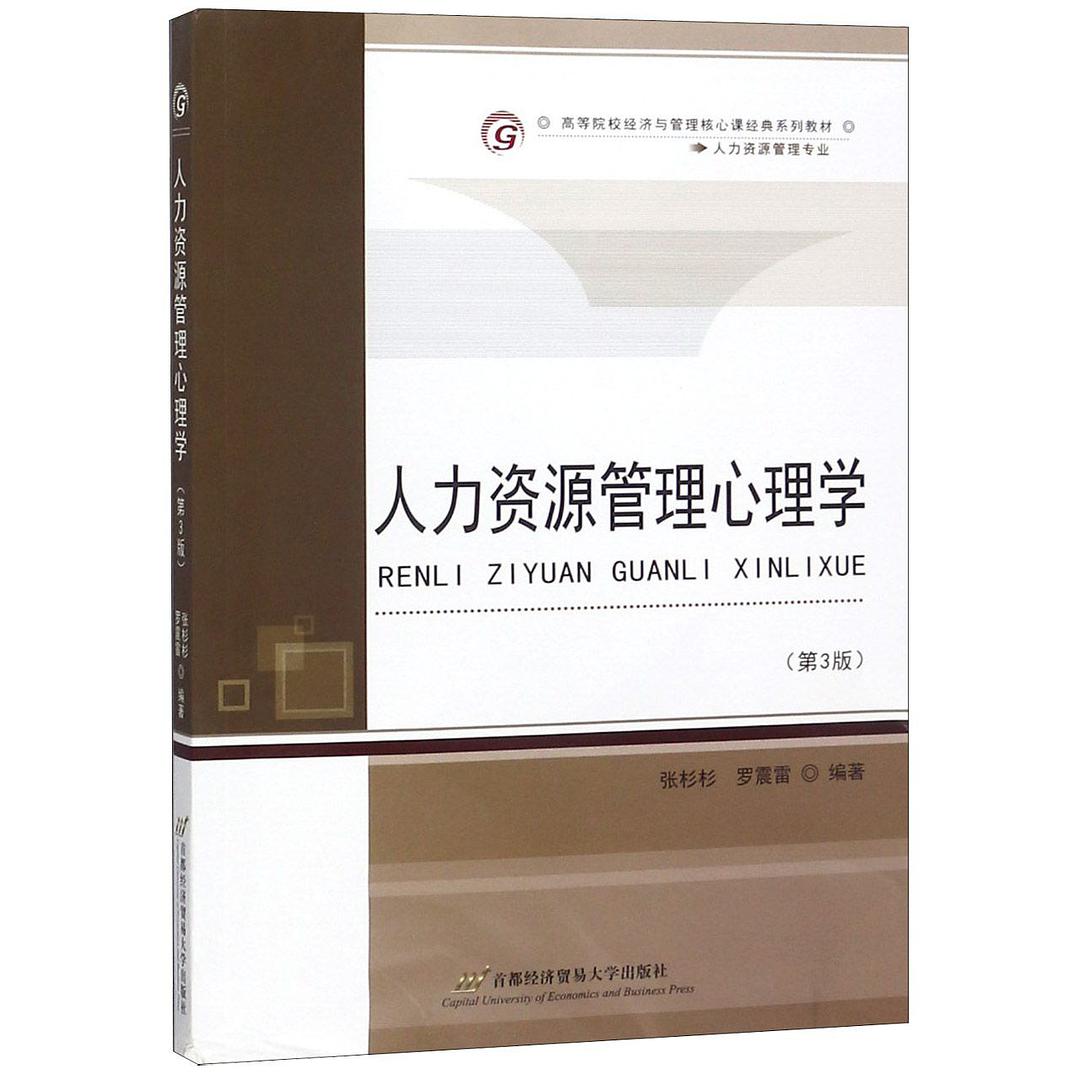 G
人力资源管理心理学
(第3版)
张杉杉
罗震雷 ◎ 编著
首都经济贸易大学出版社
G
◎ 高等院校经济与管理核心课经典系列教材 ◎
人力资源管理专业
人力资源管理心理学
RENLI ZIYUAN GUANLI XINLIXUE
(第3版)
张杉杉 罗震雷 ◎ 编著
首都经济贸易大学出版社
Capital University of Economics and Business Press